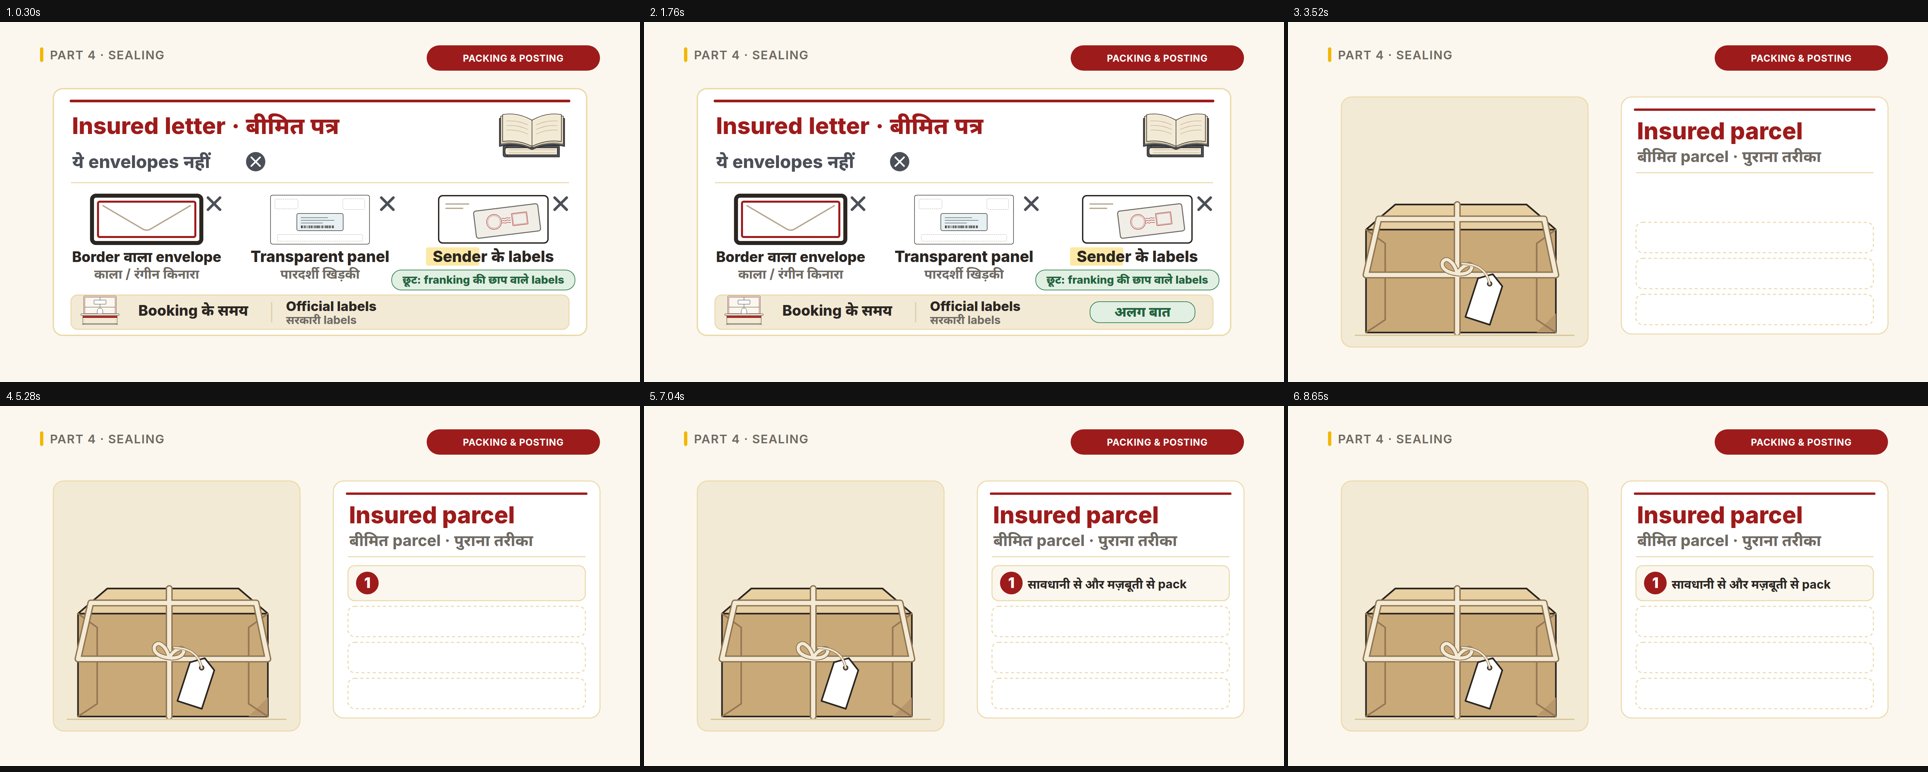 1. 0.30s
PART 4 · SEALING
PACKING & POSTING
Insured letter · बीमित पत्र
ये envelopes नहीं
Border वाला envelope
काला / रंगीन किनारा
Transparent panel
पारदर्शी खिड़की
Sender के labels
छूट: franking की छाप वाले labels
Booking के समय
Official labels
सरकारी labels
2. 1.76s
PART 4 · SEALING
PACKING & POSTING
Insured letter · बीमित पत्र
ये envelopes नहीं
Border वाला envelope
काला / रंगीन किनारा
Transparent panel
पारदर्शी खिड़की
Sender के labels
छूट: franking की छाप वाले labels
Booking के समय
Official labels
सरकारी labels
अलग बात
3. 3.52s
PART 4 · SEALING
PACKING & POSTING
Insured parcel
बीमित parcel · पुराना तरीका
4. 5.28s
PART 4 · SEALING
PACKING & POSTING
Insured parcel
बीमित parcel · पुराना तरीका
1
5. 7.04s
PART 4 · SEALING
PACKING & POSTING
Insured parcel
बीमित parcel · पुराना तरीका
1 सावधानी से और मज़बूती से pack
6. 8.65s
PART 4 · SEALING
PACKING & POSTING
Insured parcel
बीमित parcel · पुराना तरीका
1 सावधानी से और मज़बूती से pack